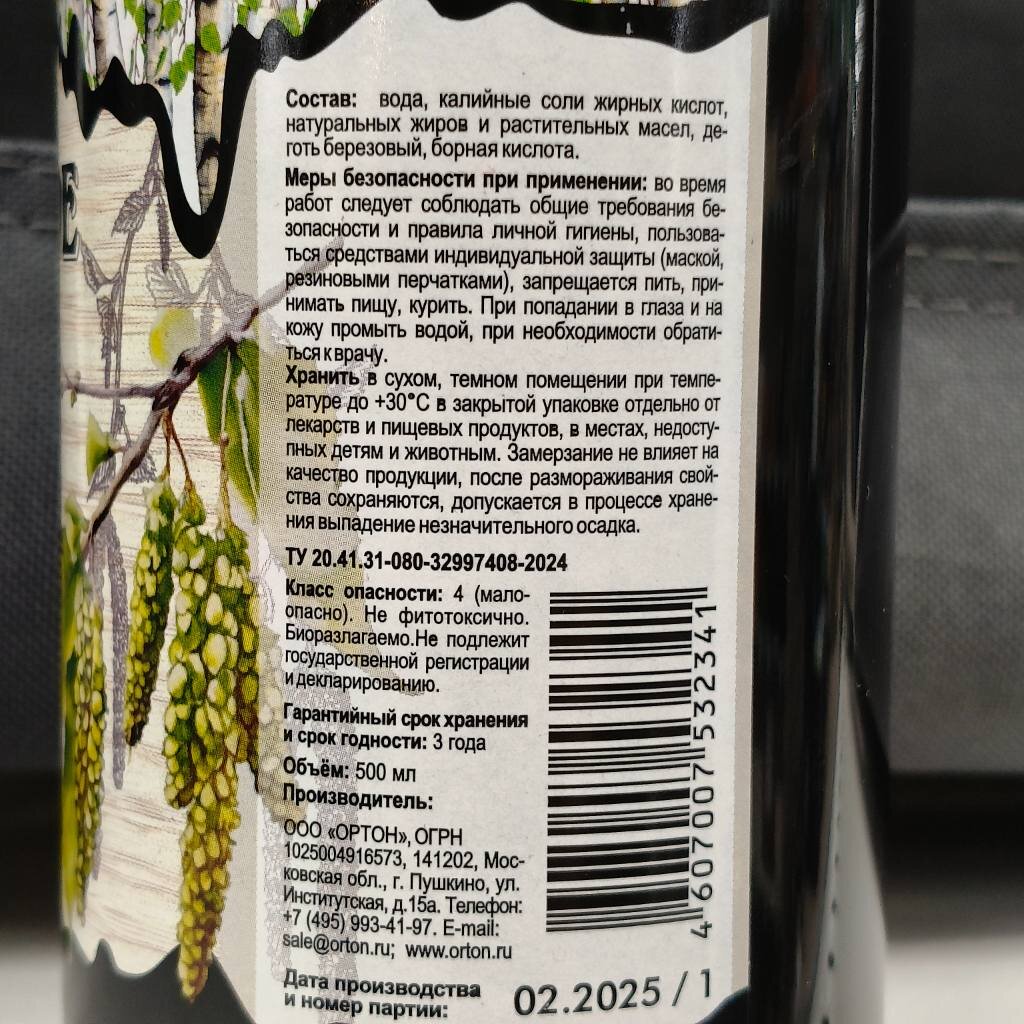 Состав: вода, калийные соли жирных кислот,
натуральных жиров и растительных масел, де-
готь березовый, борная кислота.
Меры безопасности при применении: во время
работ следует соблюдать общие требования бе-
зопасности и правила личной гигиены, пользова-
ться средствами индивидуальной защиты (маской,
резиновыми перчатками), запрещается пить, при-
нимать пищу, курить. При попадании в глаза и на
кожу промыть водой, при необходимости обрати-
ться к врачу.
Хранить в сухом, темном помещении при темпе-
ратуре до +30°С в закрытой упаковке отдельно от
лекарств и пищевых продуктов, в местах, недосту-
пных детям и животным. Замерзание не влияет на
качество продукции, после размораживания свой-
ства сохраняются, допускается в процессе хране-
ния выпадение незначительного осадка.
ТУ 20.41.31-080-32997408-2024
Класс опасности: 4 (мало-
опасно). Не фитотоксично.
Биоразлагаемо.Не подлежит
государственной регистрации
и декларированию.
Гарантийный срок хранения
и срок годности: 3 года
Объём: 500 мл
Производитель:
ООО «ОРТОН», ОГРН
1025004916573, 141202, Мос-
ковская обл., г. Пушкино, ул.
Институтская, д.15а. Телефон:
+7 (495) 993-41-97. E-mail:
sale@orton.ru; www.orton.ru
4 607007 532341
Дата производства
и номер партии:
02.2025 / 1